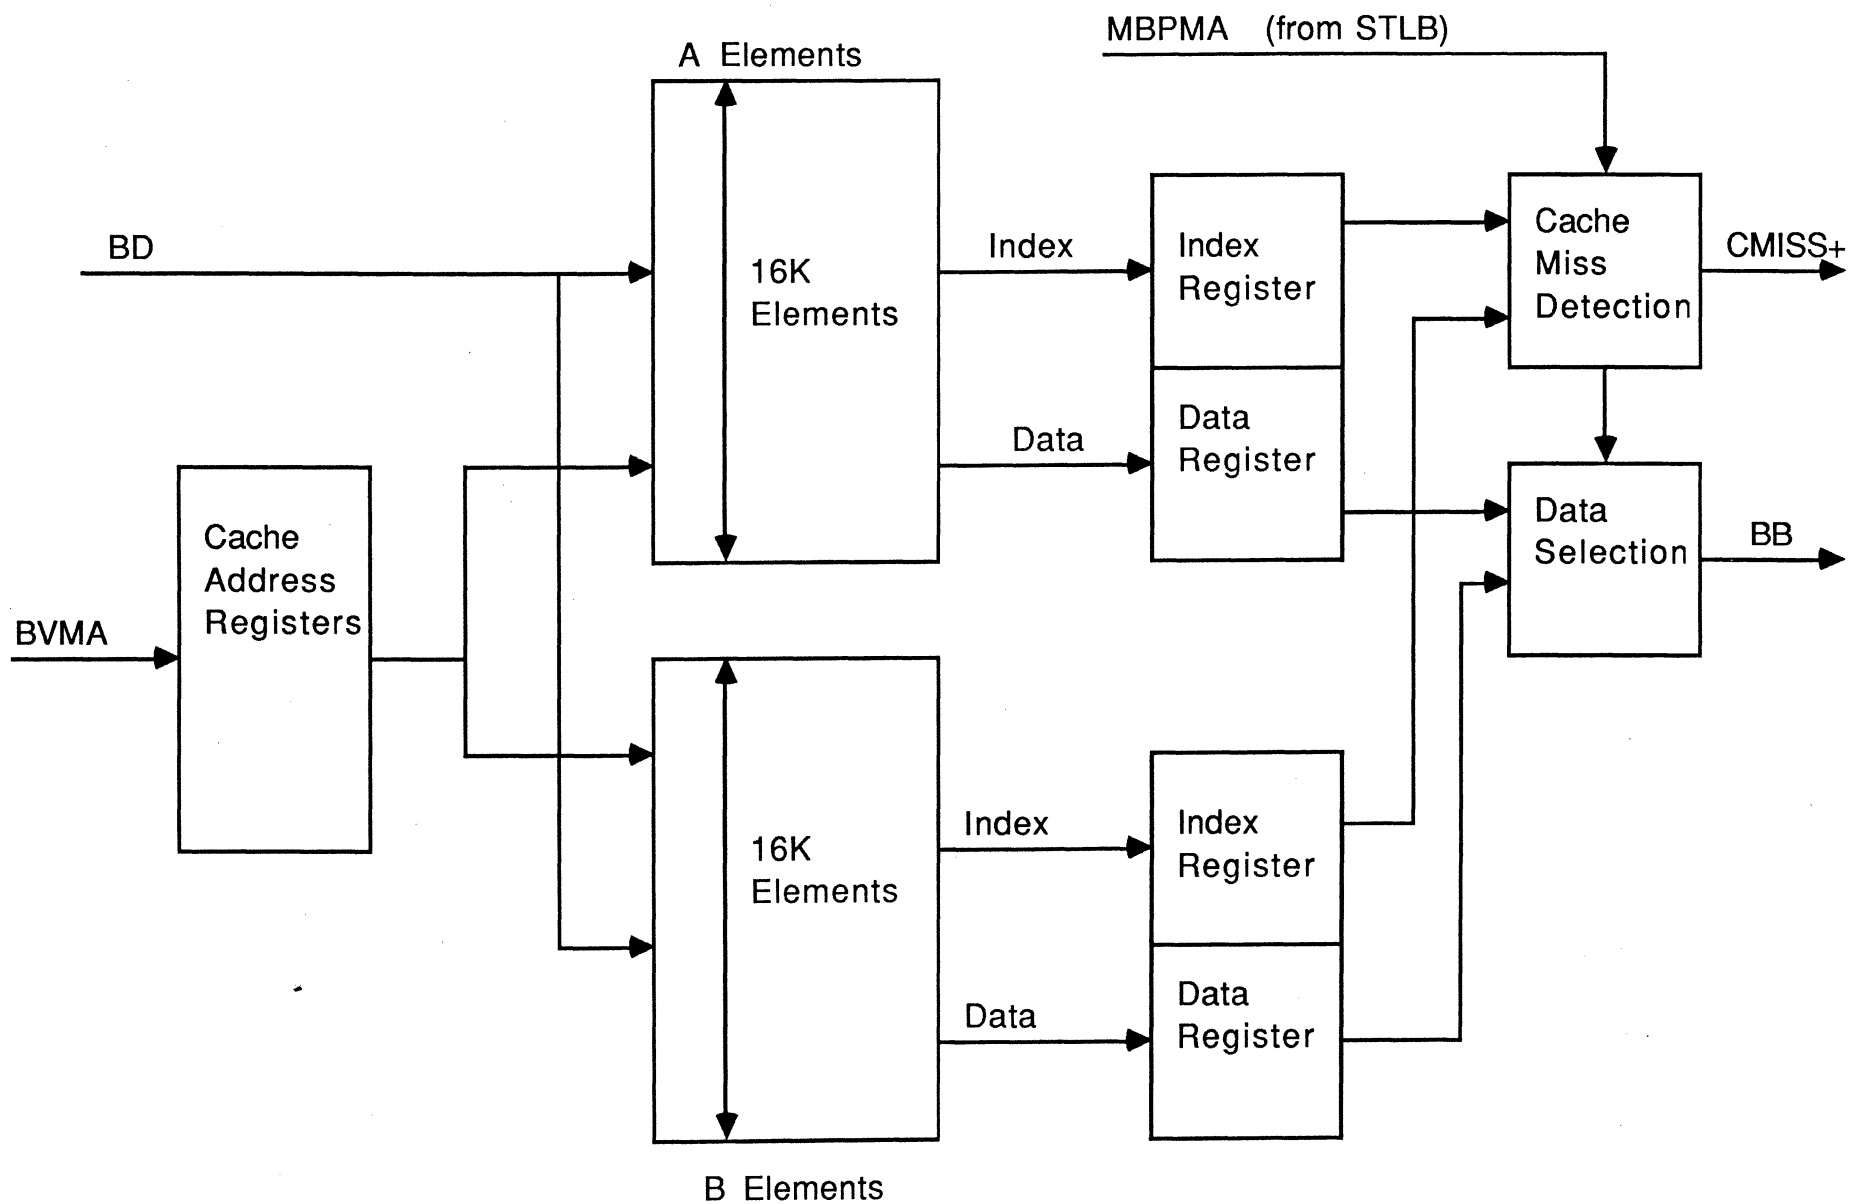 MBPMA (from STLB)
A Elements
BD
16K
Elements
Index
Index
Register
Cache
Miss
Detection
CMISS+
Data
Data
Register
Data
Selection
BB
Cache
Address
Registers
BVMA
16K
Elements
Index
Index
Register
Data
Data
Register
B Elements